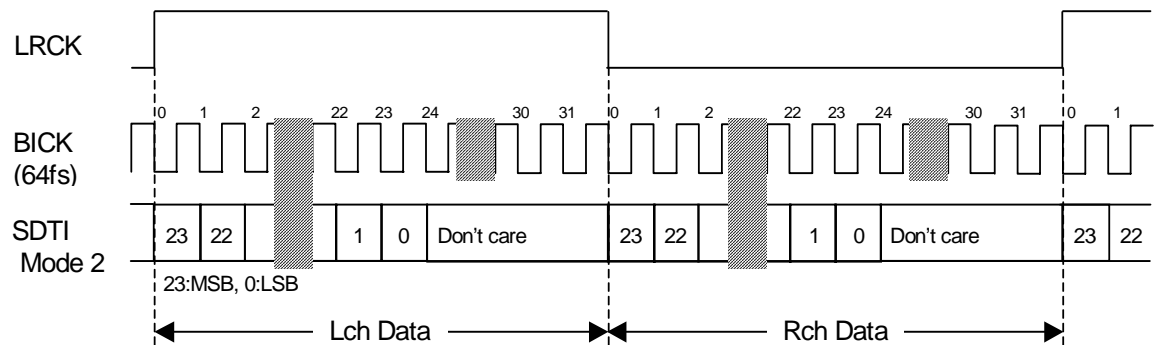 LRCK
0 1 2 22 23 24 30 31 0 1 2 22 23 24 30 31 0 1
BICK
(64fs)
SDTI
Mode 2
23 22 1 0 Don't care 23 22 1 0 Don't care 23 22
23:MSB, 0:LSB
Lch Data Rch Data